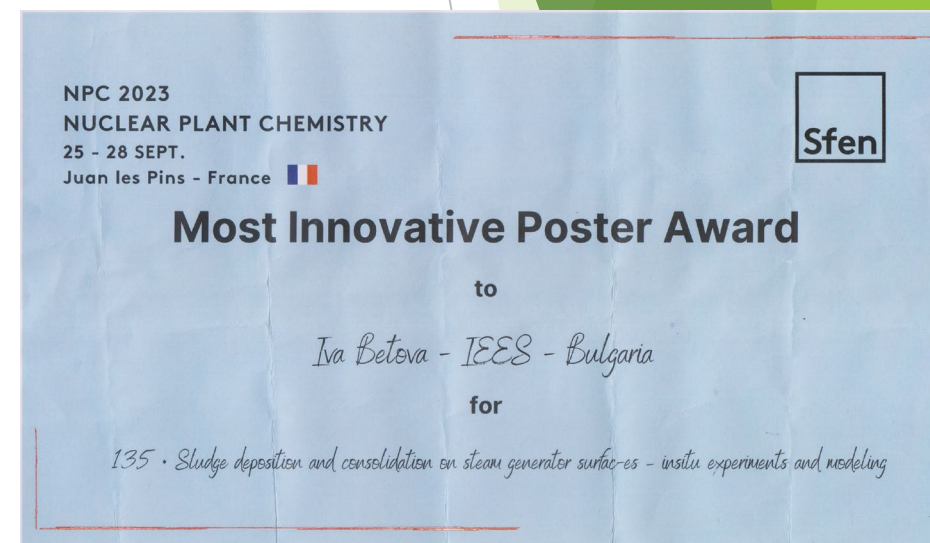 NPC 2023
NUCLEAR PLANT CHEMISTRY
25 - 28 SEPT.
Juan les Pins - France
Sfen
Most Innovative Poster Award
to
Iva Betova - IEES - Bulgaria
for
135 • Sludge deposition and consolidation on steam generator surfac-es - insitu experiments and modeling